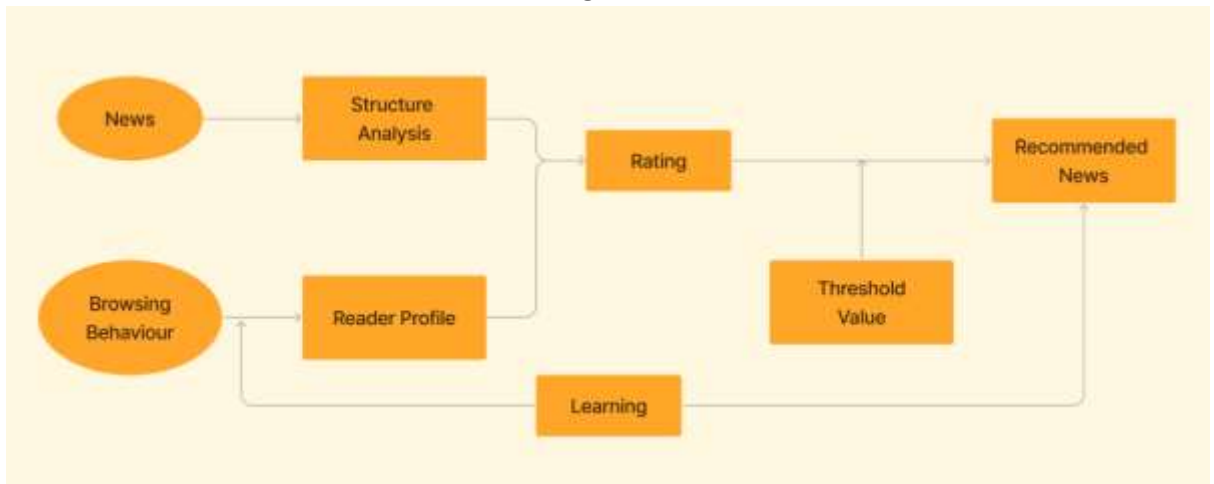 News
Structure
Analysis
Rating
Recommended
News
Browsing
Behaviour
Reader Profile
Threshold
Value
Learning